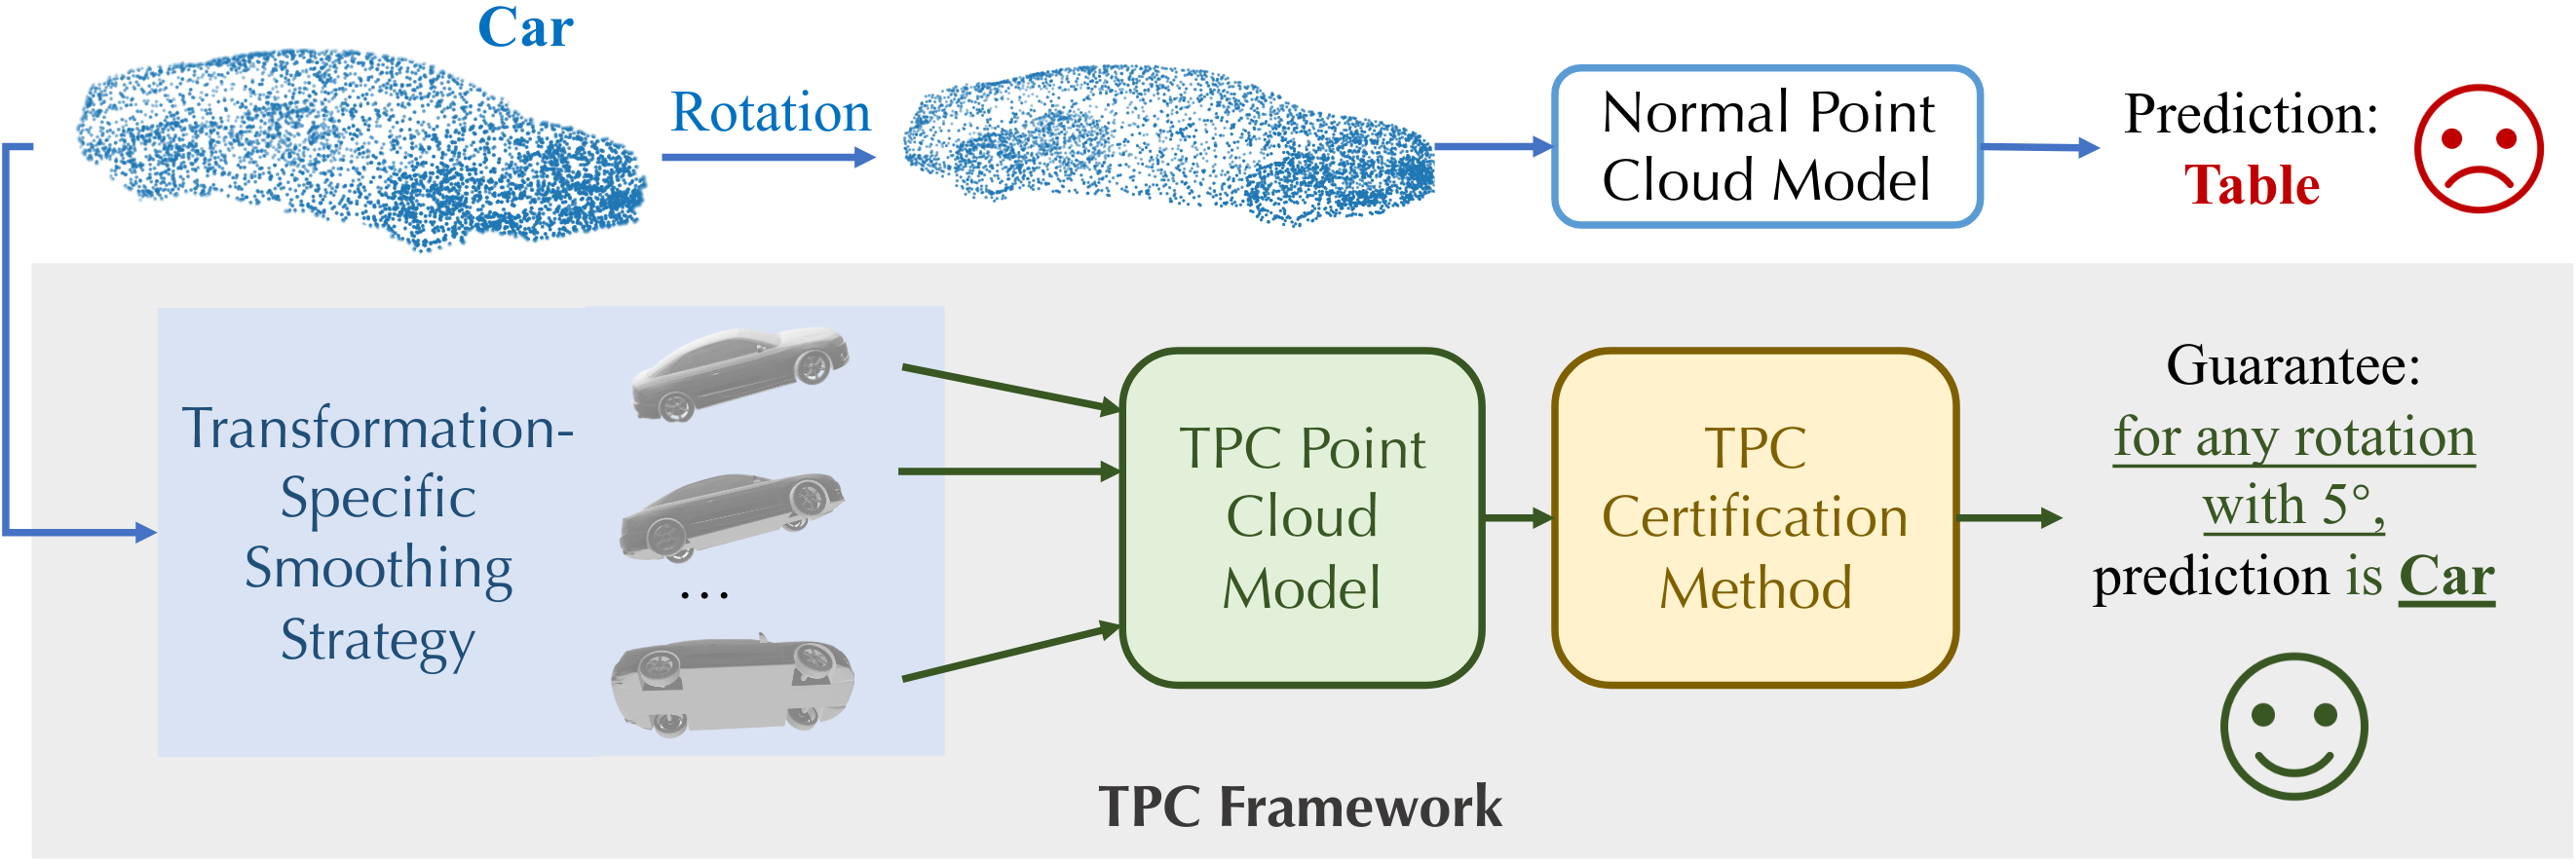 Car
Rotation
Normal Point
Cloud Model
Prediction:
Table
Transformation-
Specific
Smoothing
Strategy
...
TPC Point
Cloud
Model
TPC
Certification
Method
Guarantee:
for any rotation
with 5°,
prediction is Car
TPC Framework